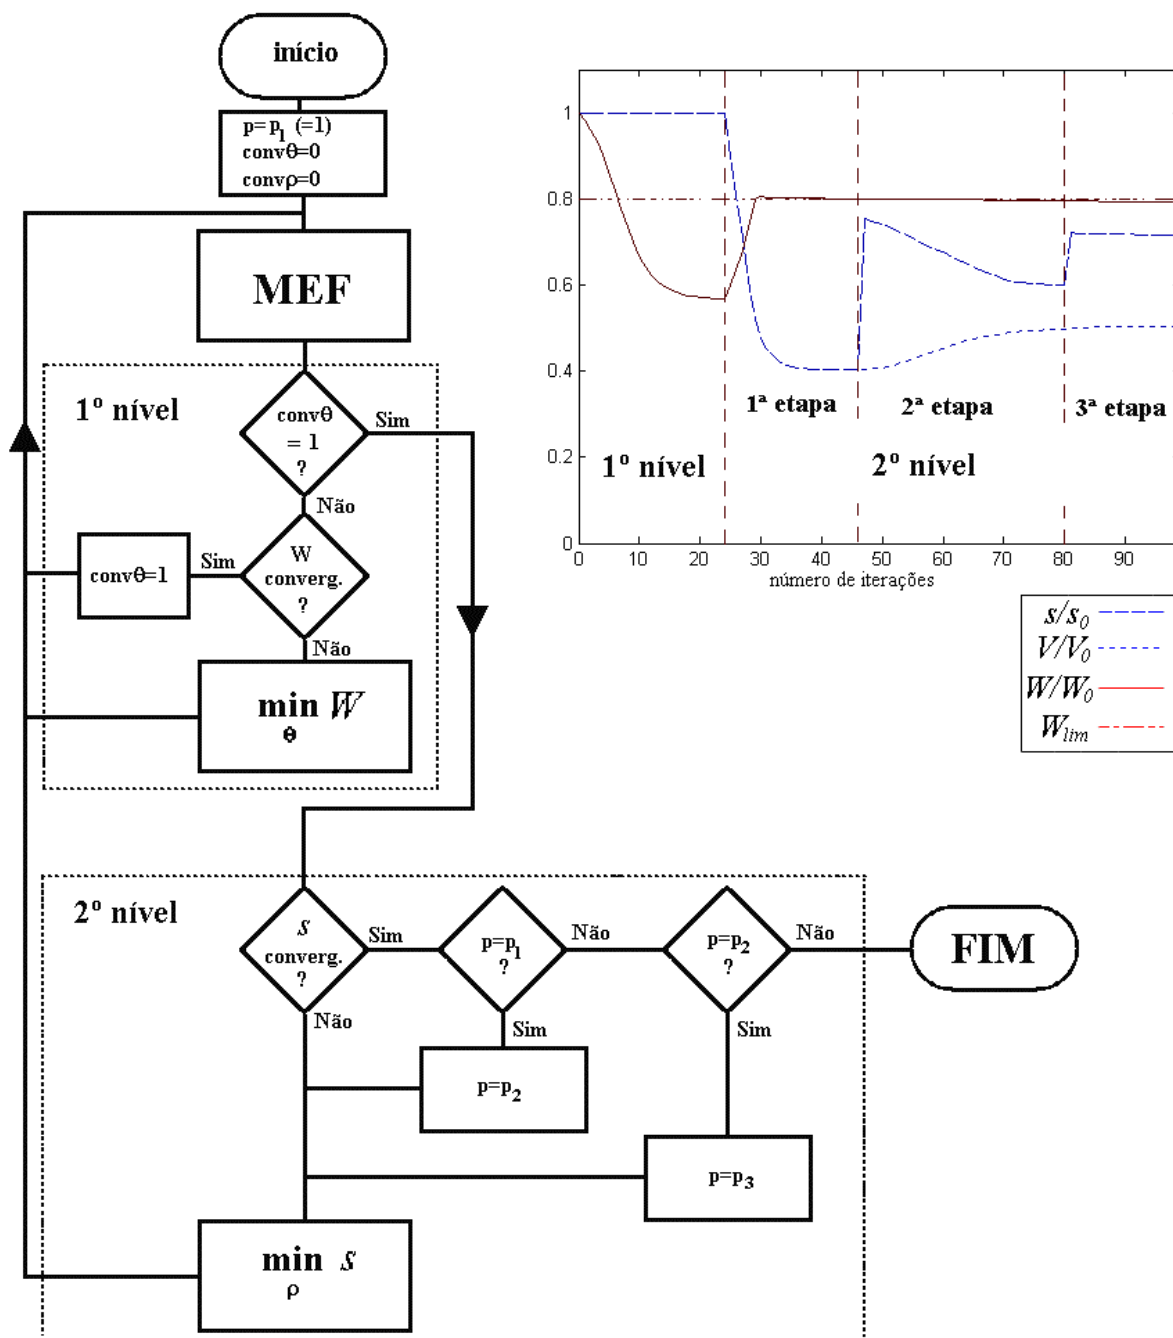 início
p=p1 (=1)
convθ=0
convρ=0
MEF
1º nível
convθ
= 1
?
Sim
Não
W
converg.
?
Sim
convθ=1
Não
min W
θ
2º nível
s
converg.
?
Sim
Não
p=p1
?
Não
Sim
p=p2
p=p2
?
Não
Sim
p=p3
FIM
min s
ρ
1
0.8
0.6
0.4
0.2
0
1ª etapa
2ª etapa
3ª etapa
1º nível
2º nível
0 10 20 30 40 50 60 70 80 90
número de iterações
s/s0
V/V0
W/W0
Wlim